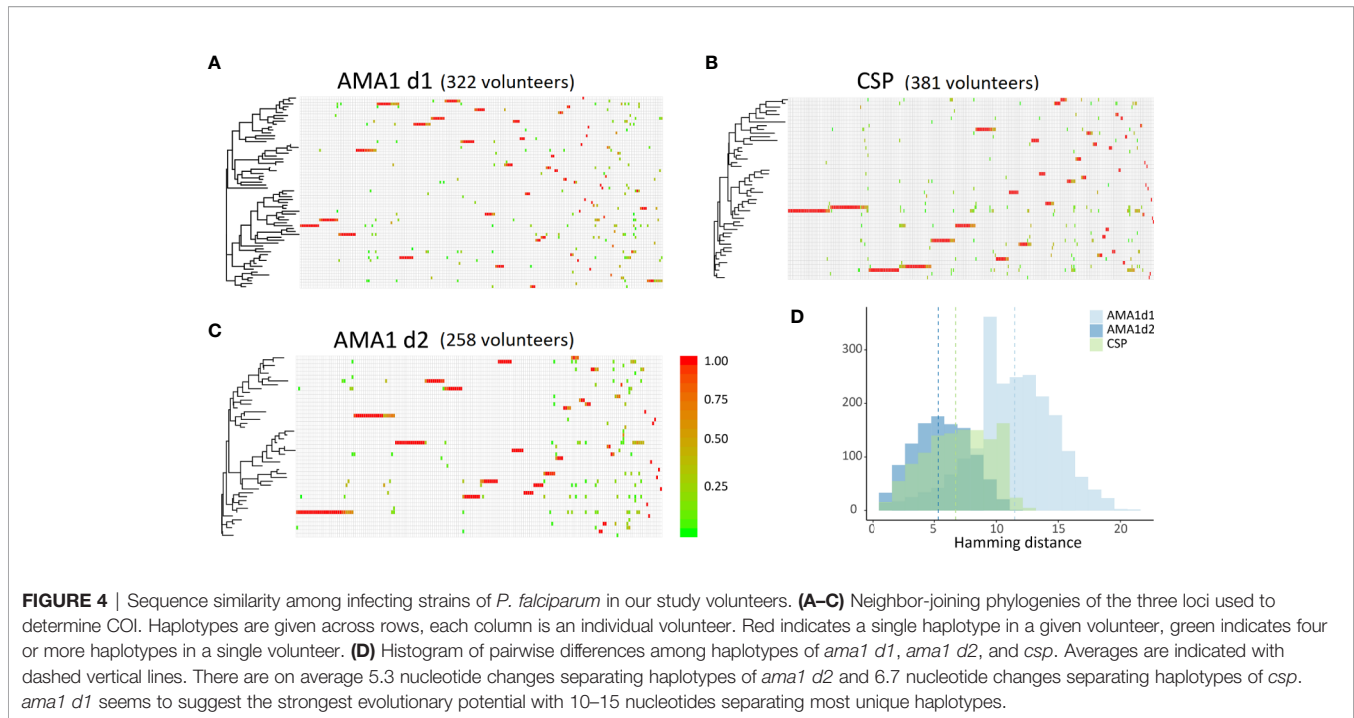 A
AMA1 d1 (322 volunteers)
B
CSP (381 volunteers)
C
AMA1 d2 (258 volunteers)
1.00
0.75
0.50
0.25
D
AMA1d1
AMA1d2
CSP
300
200
100
0
0 5 10 15 20
Hamming distance
FIGURE 4 | Sequence similarity among infecting strains of P. falciparum in our study volunteers. (A–C) Neighbor-joining phylogenies of the three loci used to
determine COI. Haplotypes are given across rows, each column is an individual volunteer. Red indicates a single haplotype in a given volunteer, green indicates four
or more haplotypes in a single volunteer. (D) Histogram of pairwise differences among haplotypes of ama1 d1, ama1 d2, and csp. Averages are indicated with
dashed vertical lines. There are on average 5.3 nucleotide changes separating haplotypes of ama1 d2 and 6.7 nucleotide changes separating haplotypes of csp.
ama1 d1 seems to suggest the strongest evolutionary potential with 10–15 nucleotides separating most unique haplotypes.